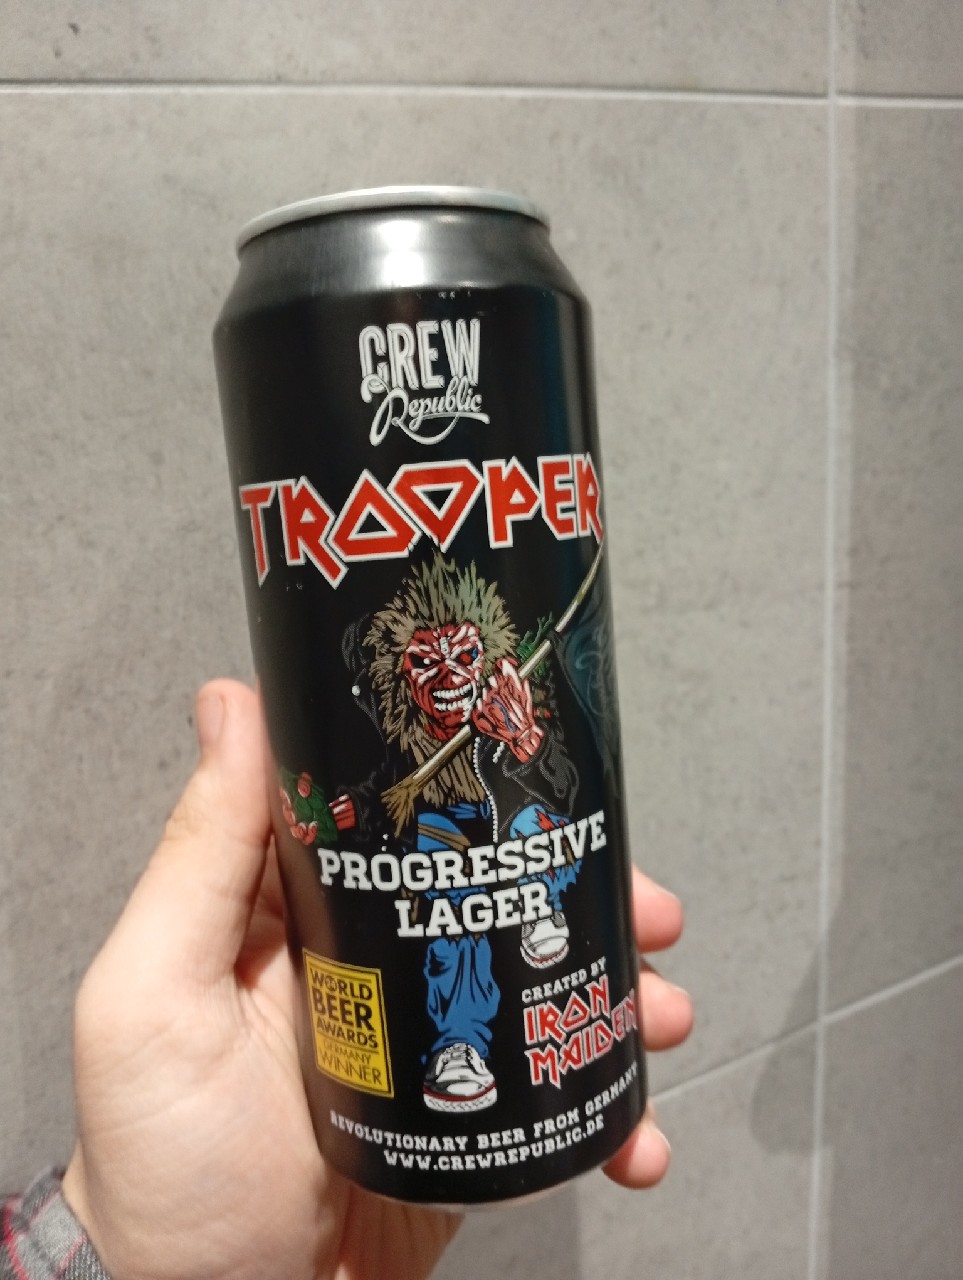 CREW
Republic
TROOPER
PROGRESSIVE
LAGER
WORLD
BEER
AWARDS
GERMANY
WINNER
CREATED BY
IRON
MAIDEN
REVOLUTIONARY BEER FROM GERMANY
WWW.CREWREPUBLIC.DE